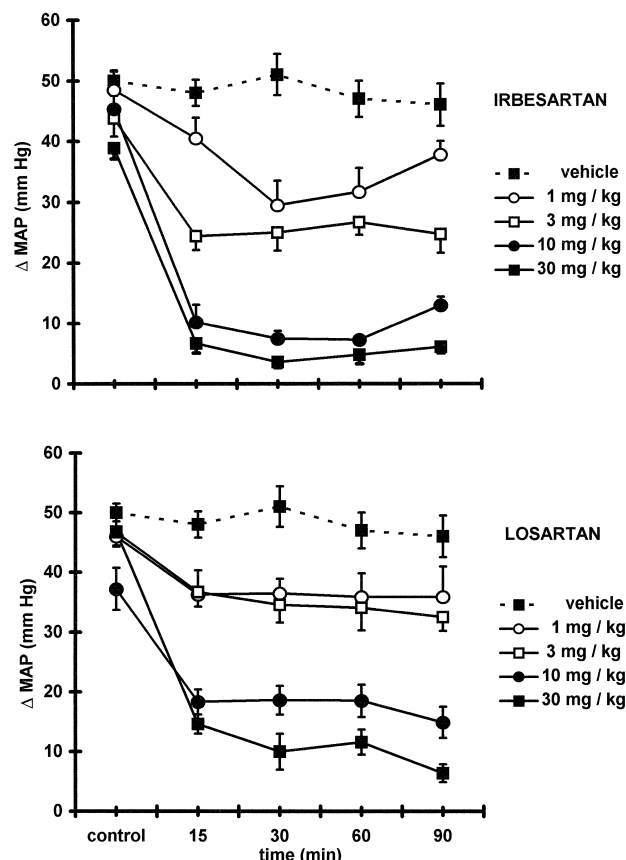 60
50
40
30
20
10
0
Δ MAP (mm Hg)
IRBESARTAN
vehicle
1 mg / kg
3 mg / kg
10 mg / kg
30 mg / kg
60
50
40
30
20
10
0
Δ MAP (mm Hg)
LOSARTAN
vehicle
1 mg / kg
3 mg / kg
10 mg / kg
30 mg / kg
control 15 30 60 90
time (min)